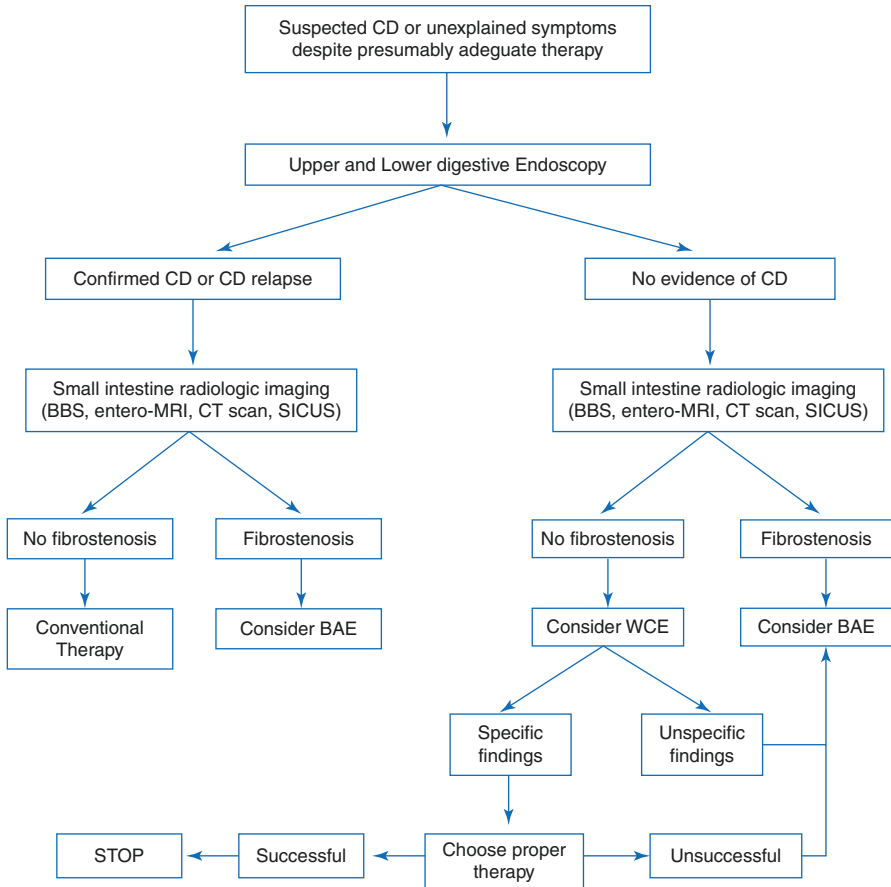 Suspected CD or unexplained symptoms
despite presumably adequate therapy
Upper and Lower digestive Endoscopy
Confirmed CD or CD relapse
No evidence of CD
Small intestine radiologic imaging
(BBS, entero-MRI, CT scan, SICUS)
Small intestine radiologic imaging
(BBS, entero-MRI, CT scan, SICUS)
No fibrostenosis
Fibrostenosis
No fibrostenosis
Fibrostenosis
Conventional
Therapy
Consider BAE
Consider WCE
Consider BAE
Specific
findings
Unspecific
findings
STOP
Successful
Choose proper
therapy
Unsuccessful